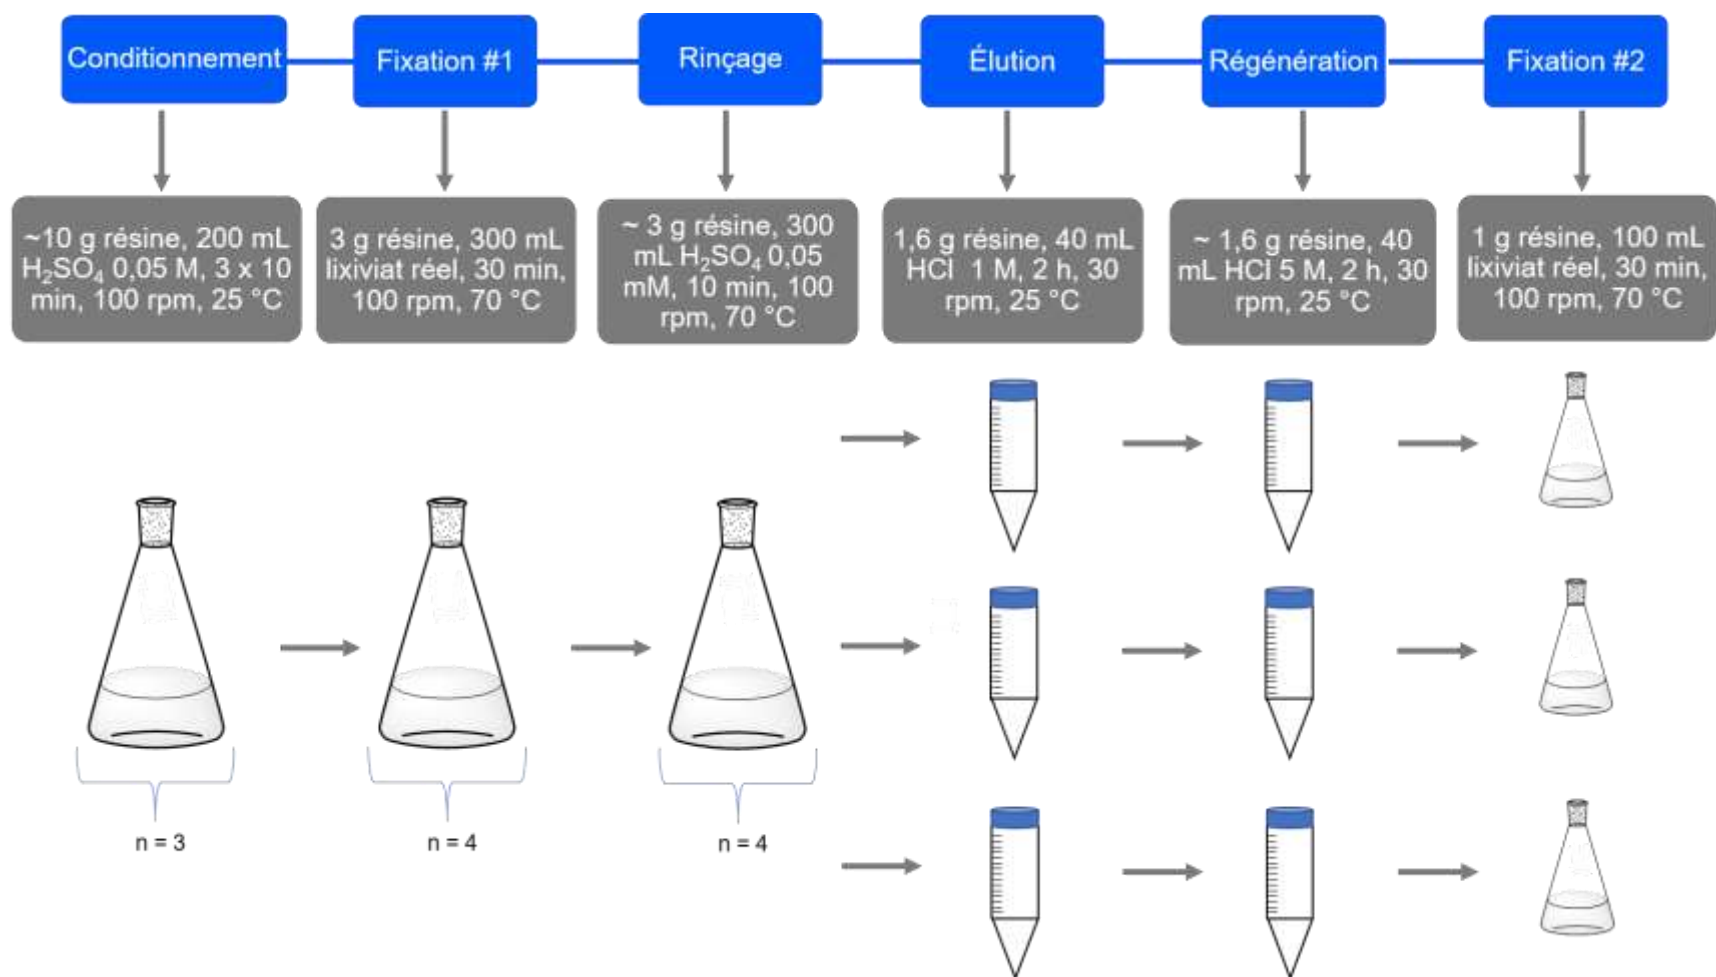 Conditionnement
Fixation #1
Rinçage
Élution
Régénération
Fixation #2
~10 g résine, 200 mL
H₂SO₄ 0,05 M, 3 x 10
min, 100 rpm, 25 °C
3 g résine, 300 mL
lixiviat réel, 30 min,
100 rpm, 70 °C
~ 3 g résine, 300
mL H₂SO₄ 0,05
mM, 10 min, 100
rpm, 70 °C
1,6 g résine, 40 mL
HCl 1 M, 2 h, 30
rpm, 25 °C
~ 1,6 g résine, 40
mL HCl 5 M, 2 h, 30
rpm, 25 °C
1 g résine, 100 mL
lixiviat réel, 30 min,
100 rpm, 70 °C
n = 3
n = 4
n = 4